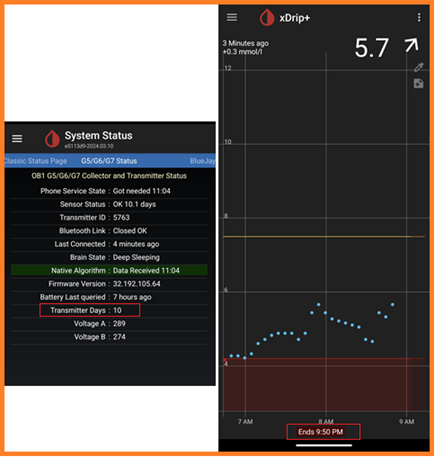 System Status
e5113d9-2024.03.10
Classic Status Page G5/G6/G7 Status BlueJay
OB1 G5/G6/G7 Collector and Transmitter Status
Phone Service State : Got needed 11:04
Sensor Status : OK 10.1 days
Transmitter ID : 5763
Bluetooth Link : Closed OK
Last Connected : 4 minutes ago
Brain State : Deep Sleeping
Native Algorithm : Data Received 11:04
Firmware Version : 32.192.105.64
Battery Last queried : 7 hours ago
Transmitter Days : 10
Voltage A : 289
Voltage B : 274
xDrip+
3 Minutes ago
+0.3 mmol/l
5.7
12
10
8
6
4
7 AM 8 AM 9 AM
Ends 9:50 PM